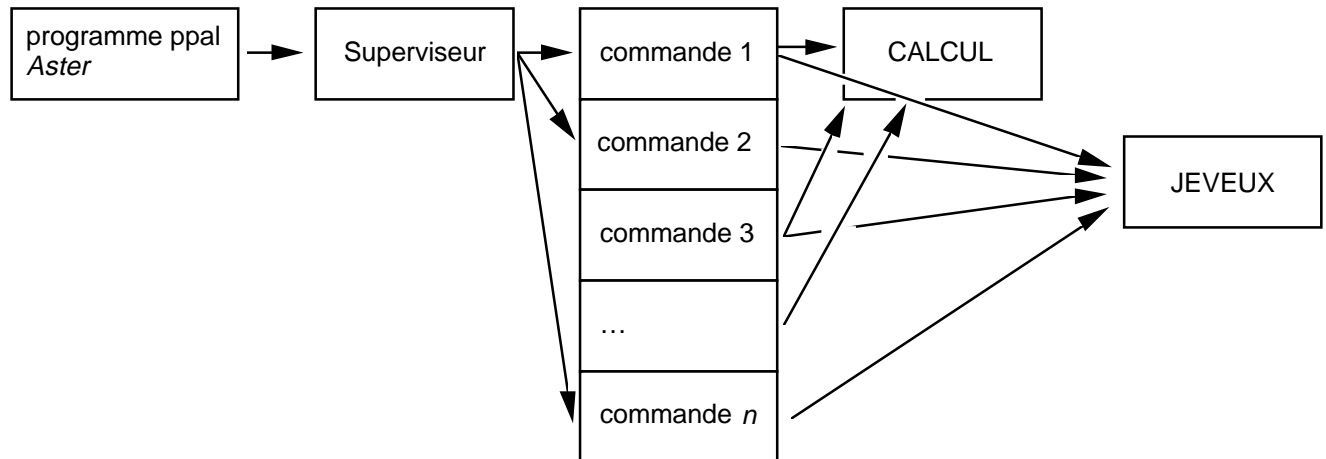 programme ppal
Aster
Superviseur
commande 1
CALCUL
commande 2
JEVEUX
commande 3
…
commande n